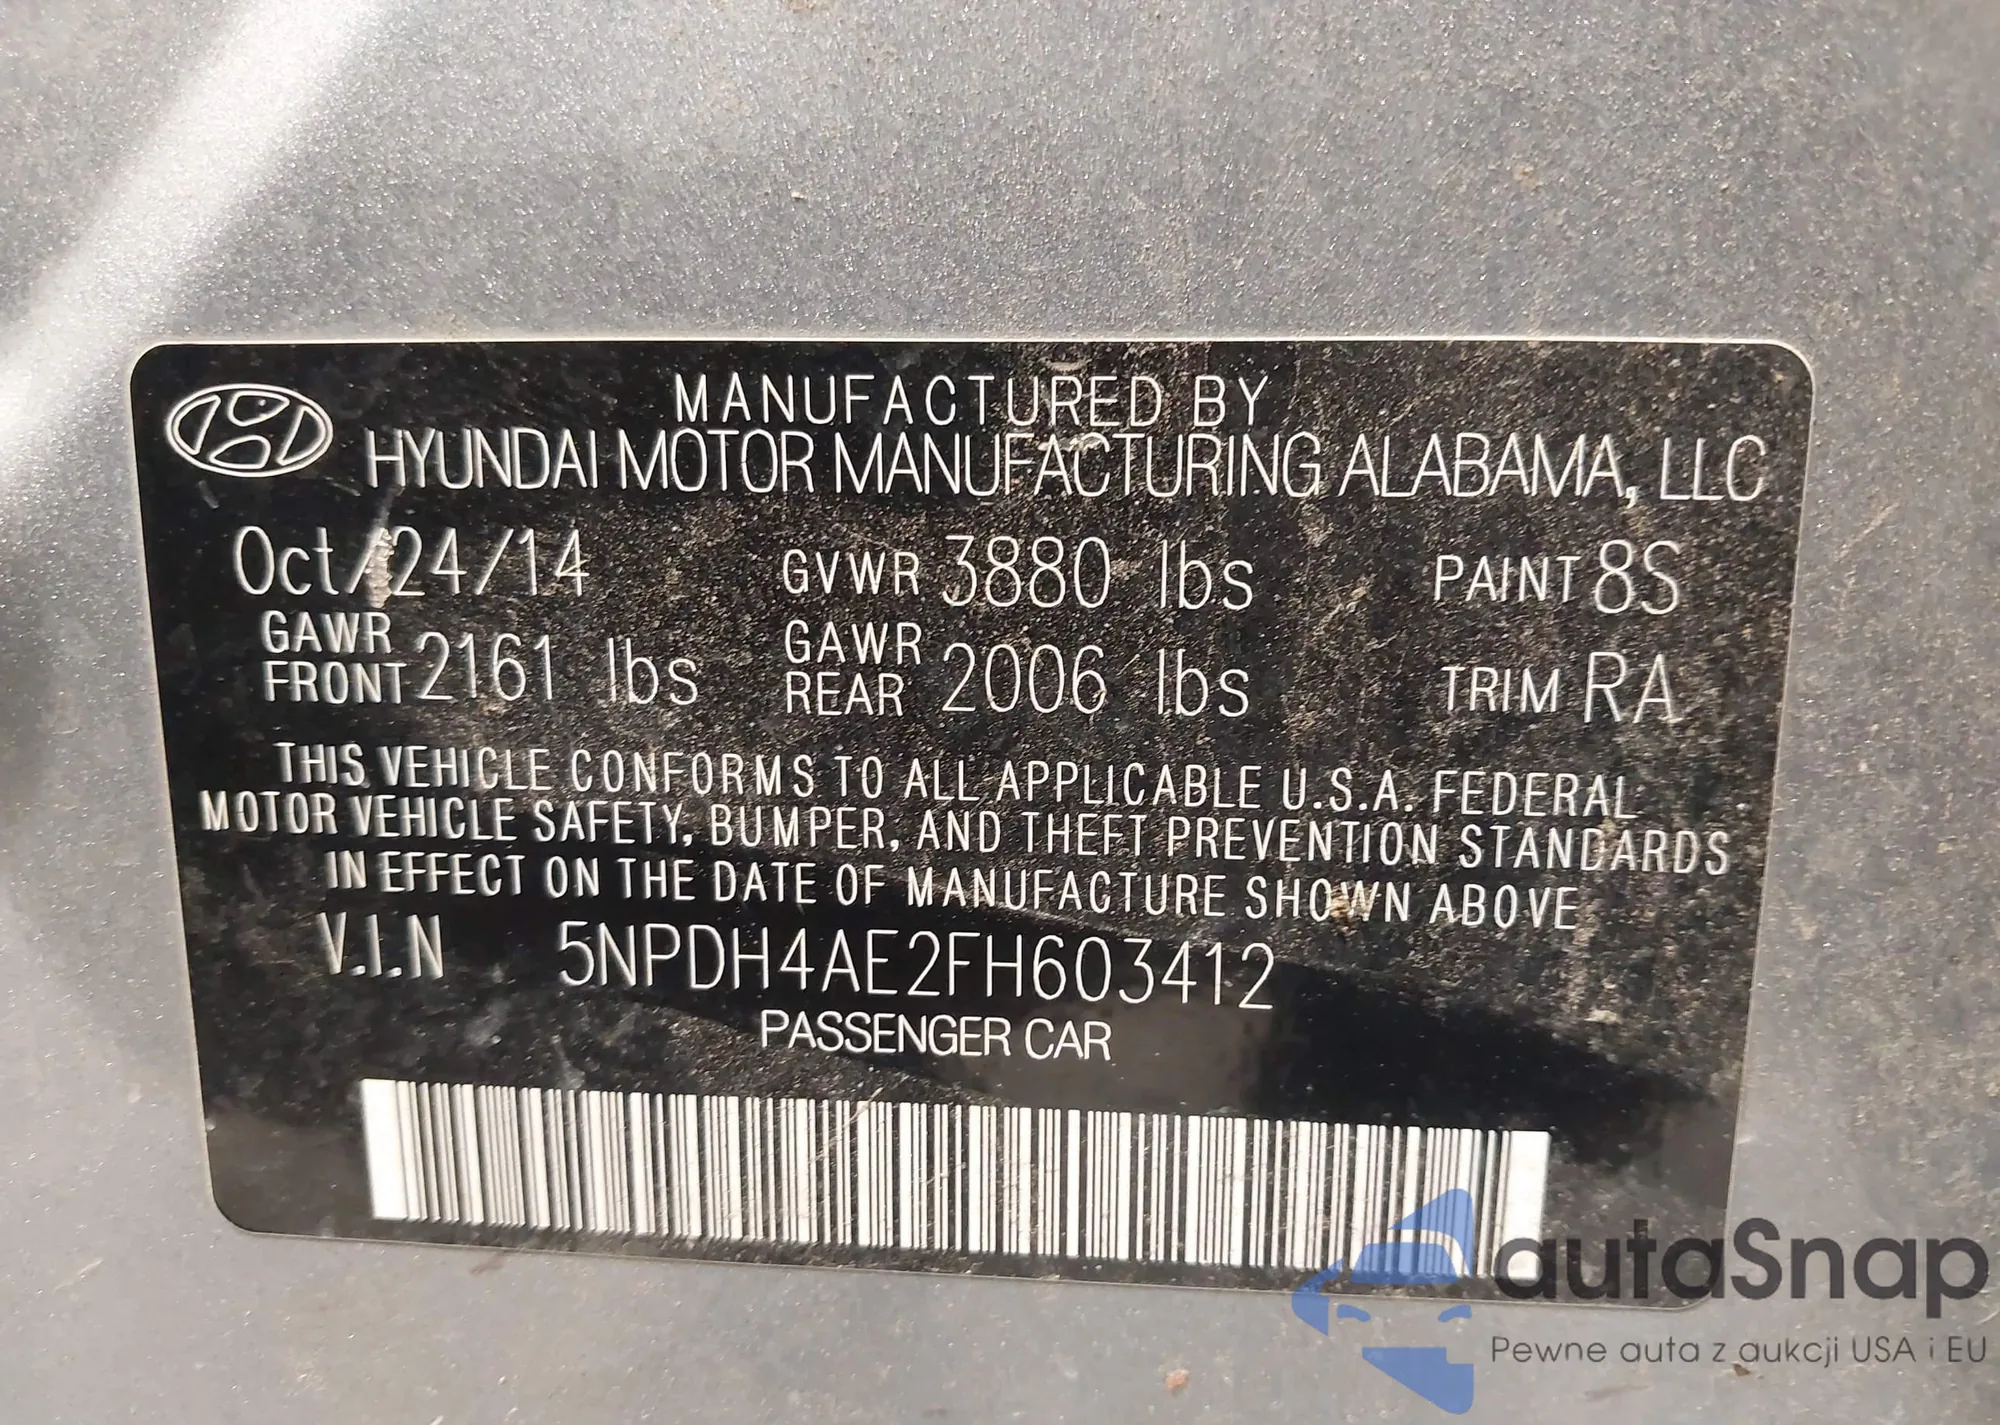 MANUFACTURED BY
HYUNDAI MOTOR MANUFACTURING ALABAMA, LLC
Oct/24/14 GVWR 3880 lbs PAINT 8S
GAWR FRONT 2161 lbs GAWR REAR 2006 lbs TRIM RA
THIS VEHICLE CONFORMS TO ALL APPLICABLE U.S.A. FEDERAL
MOTOR VEHICLE SAFETY, BUMPER, AND THEFT PREVENTION STANDARDS
IN EFFECT ON THE DATE OF MANUFACTURE SHOWN ABOVE
V.I.N 5NPDH4AE2FH603412
PASSENGER CAR
autaSnap
Pewne auta z aukcji USA i EU